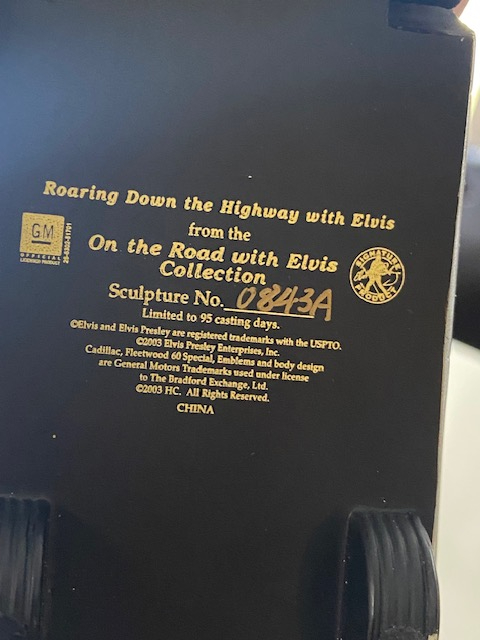 Roaring Down the Highway with Elvis
from the
On the Road with Elvis
Collection
Sculpture No. 0843A
Limited to 95 casting days.
©Elvis and Elvis Presley are registered trademarks with the USPTO.
©2003 Elvis Presley Enterprises, Inc.
Cadillac, Fleetwood 60 Special, Emblems and body design
are General Motors Trademarks used under license
to The Bradford Exchange, Ltd.
©2003 HC. All Rights Reserved.
CHINA
GM
OFFICIAL
LICENSED PRODUCT
SIGNATURE
PRODUCT